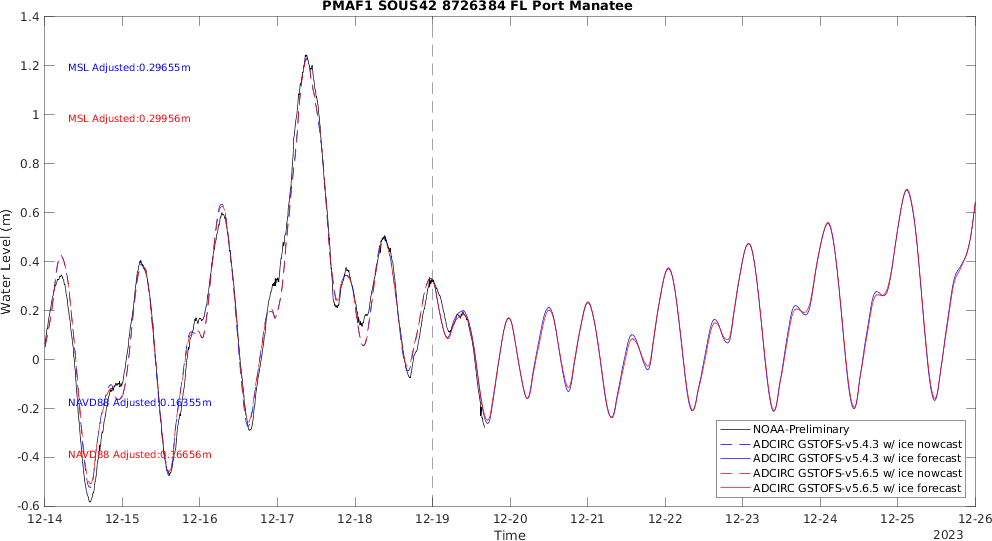 PMAF1 SOUS42 8726384 FL Port Manatee
1.4
1.2
1
0.8
0.6
0.4
0.2
0
-0.2
-0.4
-0.6
Water Level (m)
MSL Adjusted:0.29655m
MSL Adjusted:0.29956m
NAVD88 Adjusted:0.16355m
NAVD88 Adjusted:0.16656m
NOAA-Preliminary
ADCIRC GSTOFS-v5.4.3 w/ ice nowcast
ADCIRC GSTOFS-v5.4.3 w/ ice forecast
ADCIRC GSTOFS-v5.6.5 w/ ice nowcast
ADCIRC GSTOFS-v5.6.5 w/ ice forecast
12-14 12-15 12-16 12-17 12-18 12-19 12-20 12-21 12-22 12-23 12-24 12-25 12-26
Time
2023